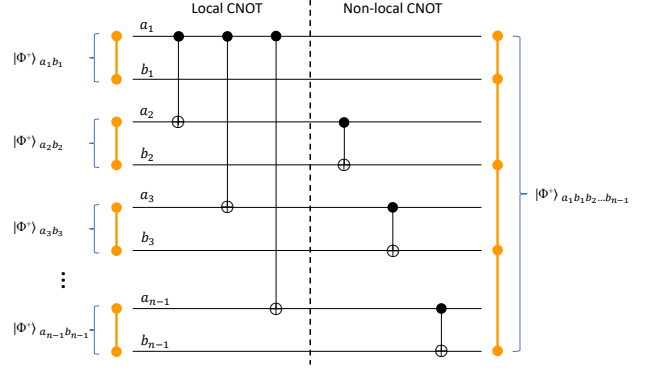 Local CNOT
Non-local CNOT
a₁
|Φ⁺⟩ a₁b₁
b₁
a₂
|Φ⁺⟩ a₂b₂
b₂
a₃
|Φ⁺⟩ a₁b₁b₂…bₙ₋₁
|Φ⁺⟩ a₃b₃
b₃
⋮
aₙ₋₁
|Φ⁺⟩ aₙ₋₁bₙ₋₁
bₙ₋₁